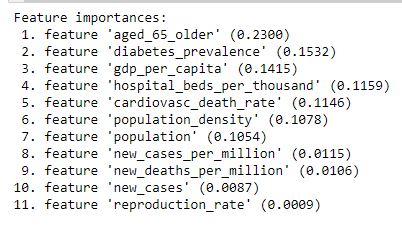 Feature importances:
1. feature 'aged_65_older' (0.2300)
2. feature 'diabetes_prevalence' (0.1532)
3. feature 'gdp_per_capita' (0.1415)
4. feature 'hospital_beds_per_thousand' (0.1159)
5. feature 'cardiovasc_death_rate' (0.1146)
6. feature 'population_density' (0.1078)
7. feature 'population' (0.1054)
8. feature 'new_cases_per_million' (0.0115)
9. feature 'new_deaths_per_million' (0.0106)
10. feature 'new_cases' (0.0087)
11. feature 'reproduction_rate' (0.0009)